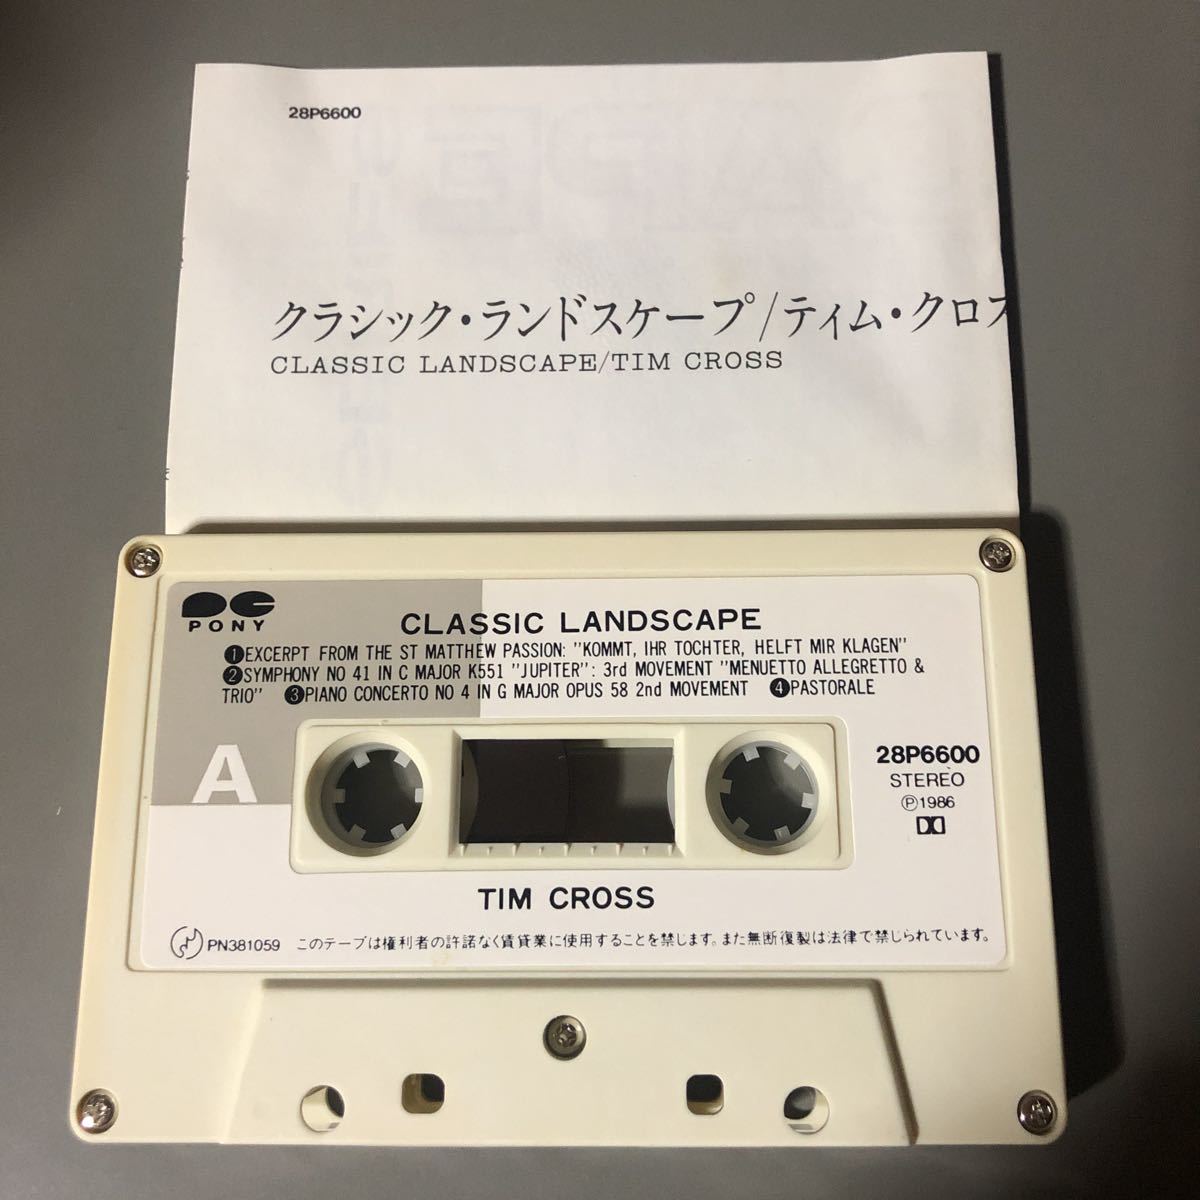 28P6600
クラシック・ランドスケープ/ティム・クロス
CLASSIC LANDSCAPE/TIM CROSS
PC
PONY
CLASSIC LANDSCAPE
❶EXCERPT FROM THE ST MATTHEW PASSION: "KOMMT, IHR TOCHTER, HELFT MIR KLAGEN"
❷SYMPHONY NO 41 IN C MAJOR K551 "JUPITER": 3rd MOVEMENT "MENUETTO ALLEGRETTO &
TRIO" ❸PIANO CONCERTO NO 4 IN G MAJOR OPUS 58 2nd MOVEMENT ❹PASTORALE
A
28P6600
STEREO
Ⓟ1986
TIM CROSS
PN381059 このテープは権利者の許諾なく賃貸業に使用することを禁じます。また無断復製は法律で禁じられています。